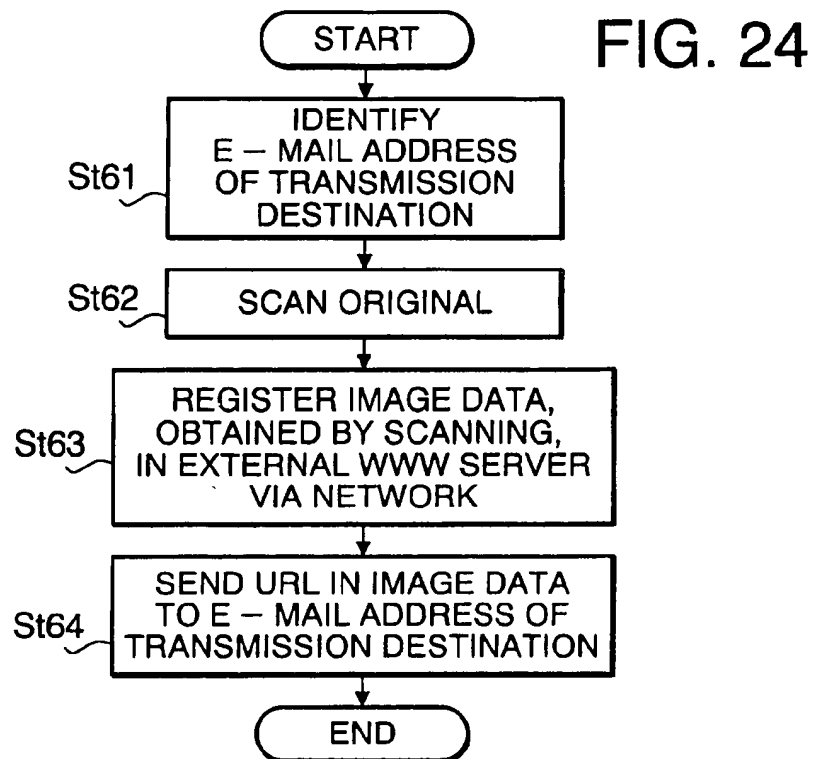 START
FIG. 24
IDENTIFY
E – MAIL ADDRESS
OF TRANSMISSION
DESTINATION
St61
SCAN ORIGINAL
St62
REGISTER IMAGE DATA,
OBTAINED BY SCANNING,
IN EXTERNAL WWW SERVER
VIA NETWORK
St63
SEND URL IN IMAGE DATA
TO E – MAIL ADDRESS OF
TRANSMISSION DESTINATION
St64
END